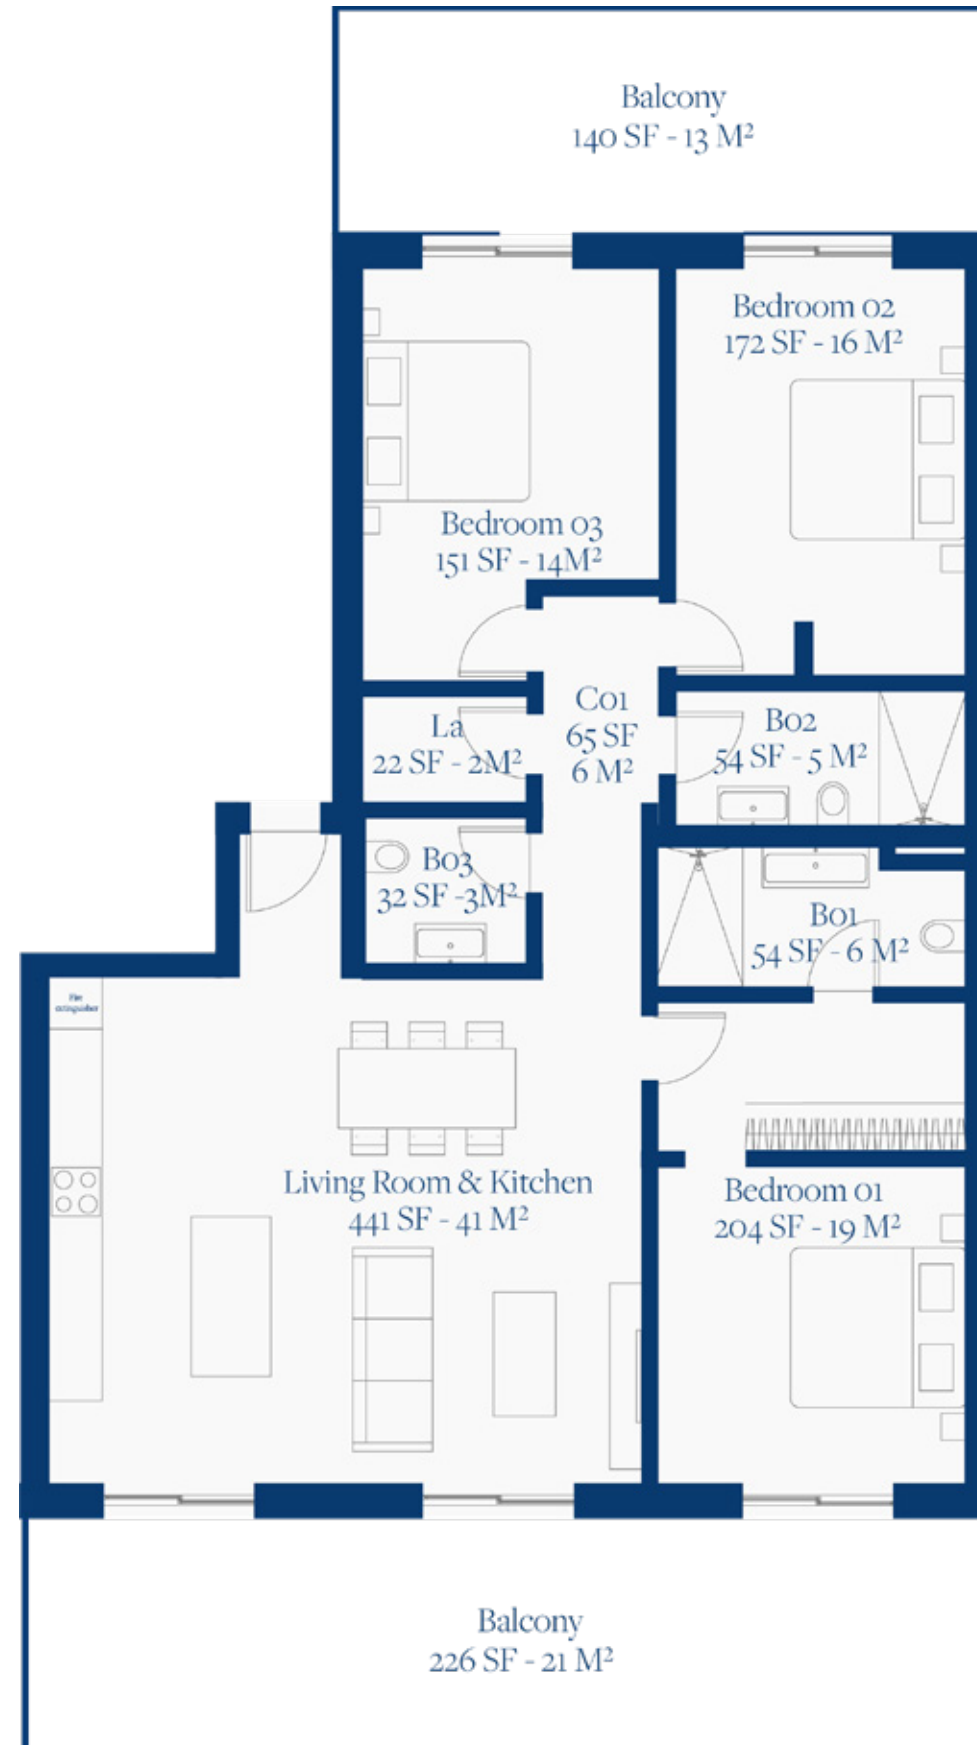 Balcony
140 SF - 13 M²
Bedroom 02
172 SF - 16 M²
Bedroom 03
151 SF - 14M²
C01
65 SF
6 M²
La
22 SF - 2M²
B02
54 SF - 5 M²
B03
32 SF -3M²
B01
54 SF - 6 M²
Fire
extinguisher
Living Room & Kitchen
441 SF - 41 M²
Bedroom 01
204 SF - 19 M²
Balcony
226 SF - 21 M²